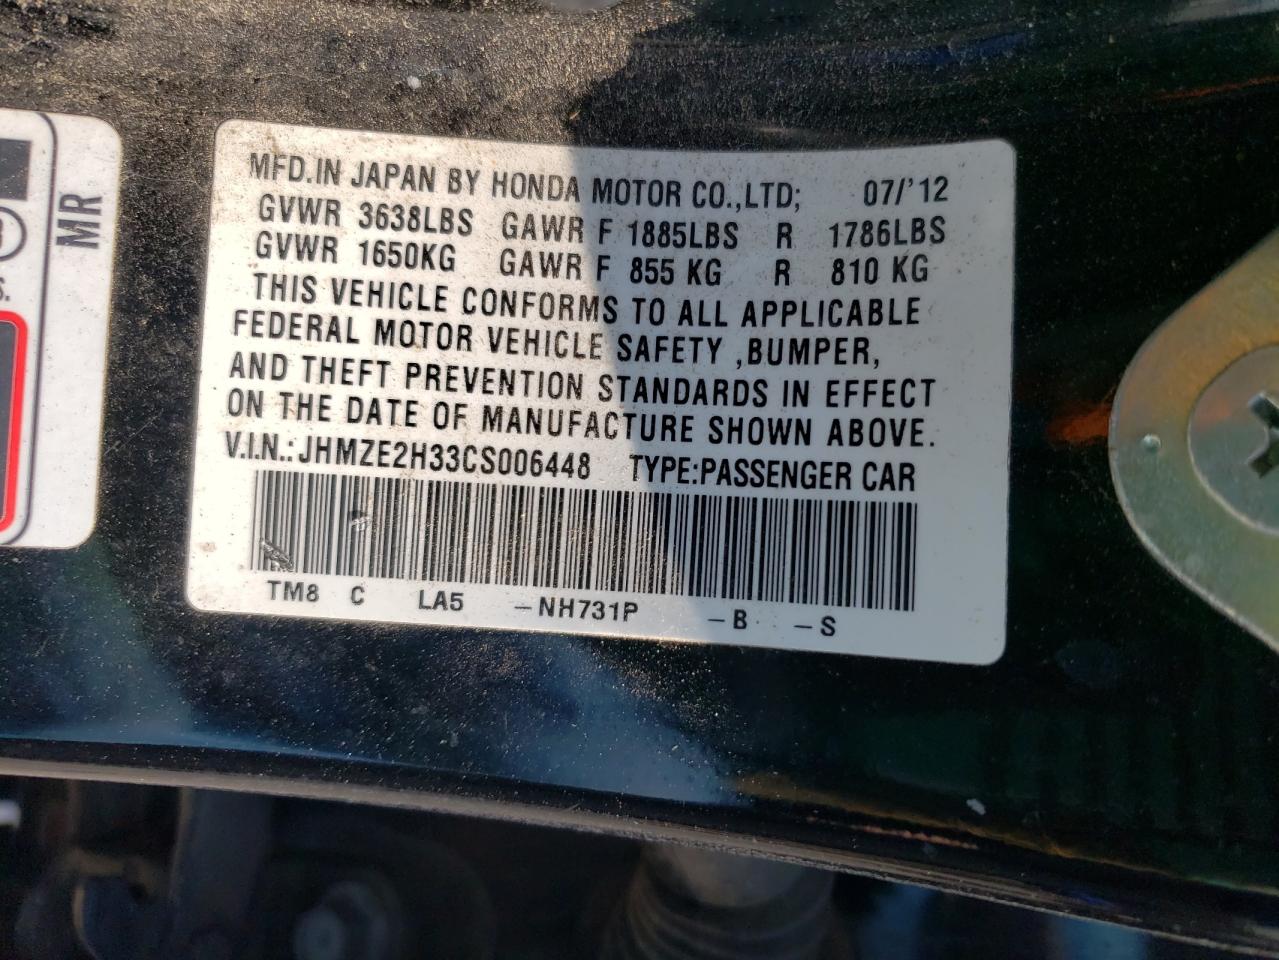 MFD.IN JAPAN BY HONDA MOTOR CO.,LTD; 07/'12
GVWR 3638LBS GAWR F 1885LBS R 1786LBS
GVWR 1650KG GAWR F 855 KG R 810 KG
THIS VEHICLE CONFORMS TO ALL APPLICABLE
FEDERAL MOTOR VEHICLE SAFETY ,BUMPER,
AND THEFT PREVENTION STANDARDS IN EFFECT
ON THE DATE OF MANUFACTURE SHOWN ABOVE.
V.I.N.:JHMZE2H33CS006448 TYPE:PASSENGER CAR
TM8 C LA5 -NH731P -B -S
MR